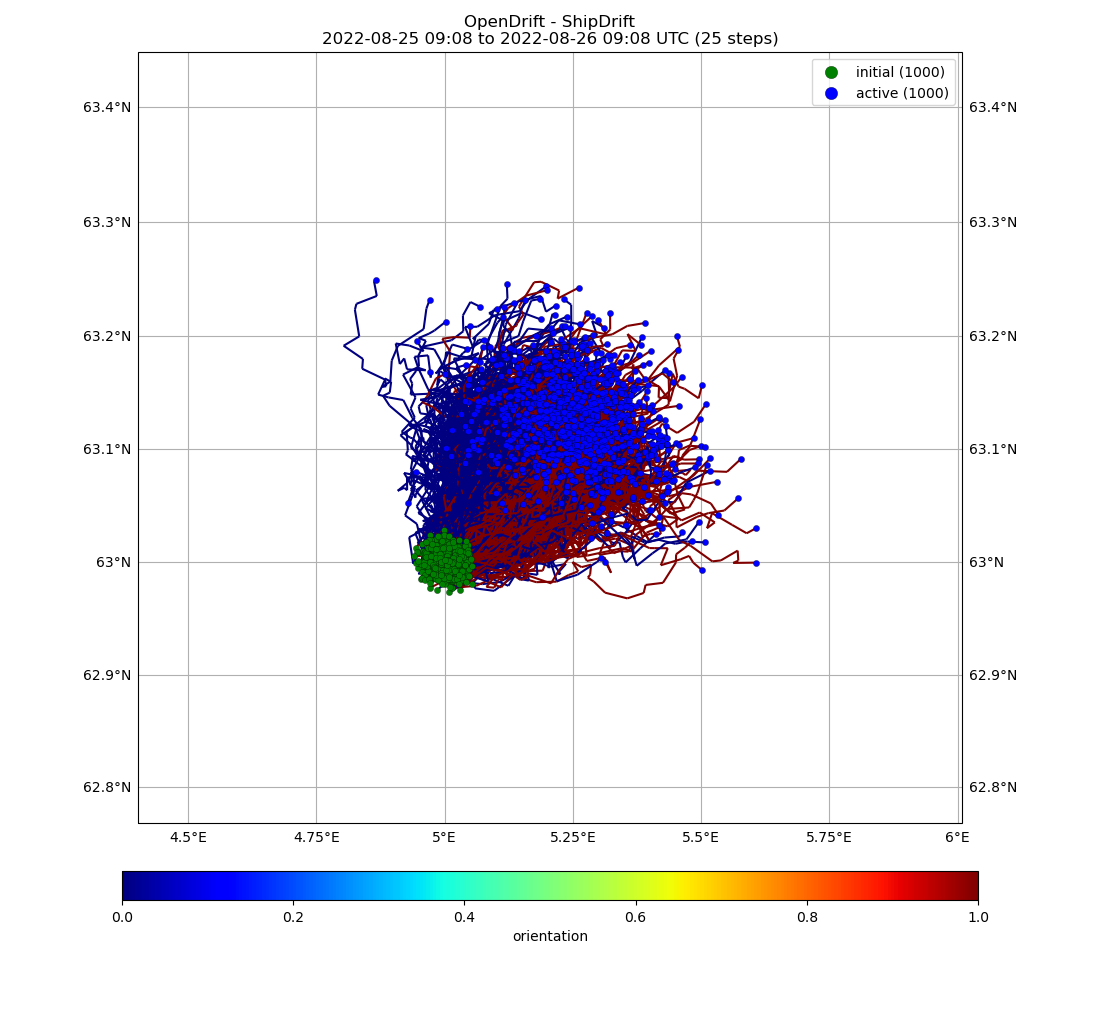 OpenDrift - ShipDrift
2022-08-25 09:08 to 2022-08-26 09:08 UTC (25 steps)
initial (1000)
active (1000)
63.4°N 63.4°N
63.3°N 63.3°N
63.2°N 63.2°N
63.1°N 63.1°N
63°N 63°N
62.9°N 62.9°N
62.8°N 62.8°N
4.5°E 4.75°E 5°E 5.25°E 5.5°E 5.75°E 6°E
0.0 0.2 0.4 0.6 0.8 1.0
orientation